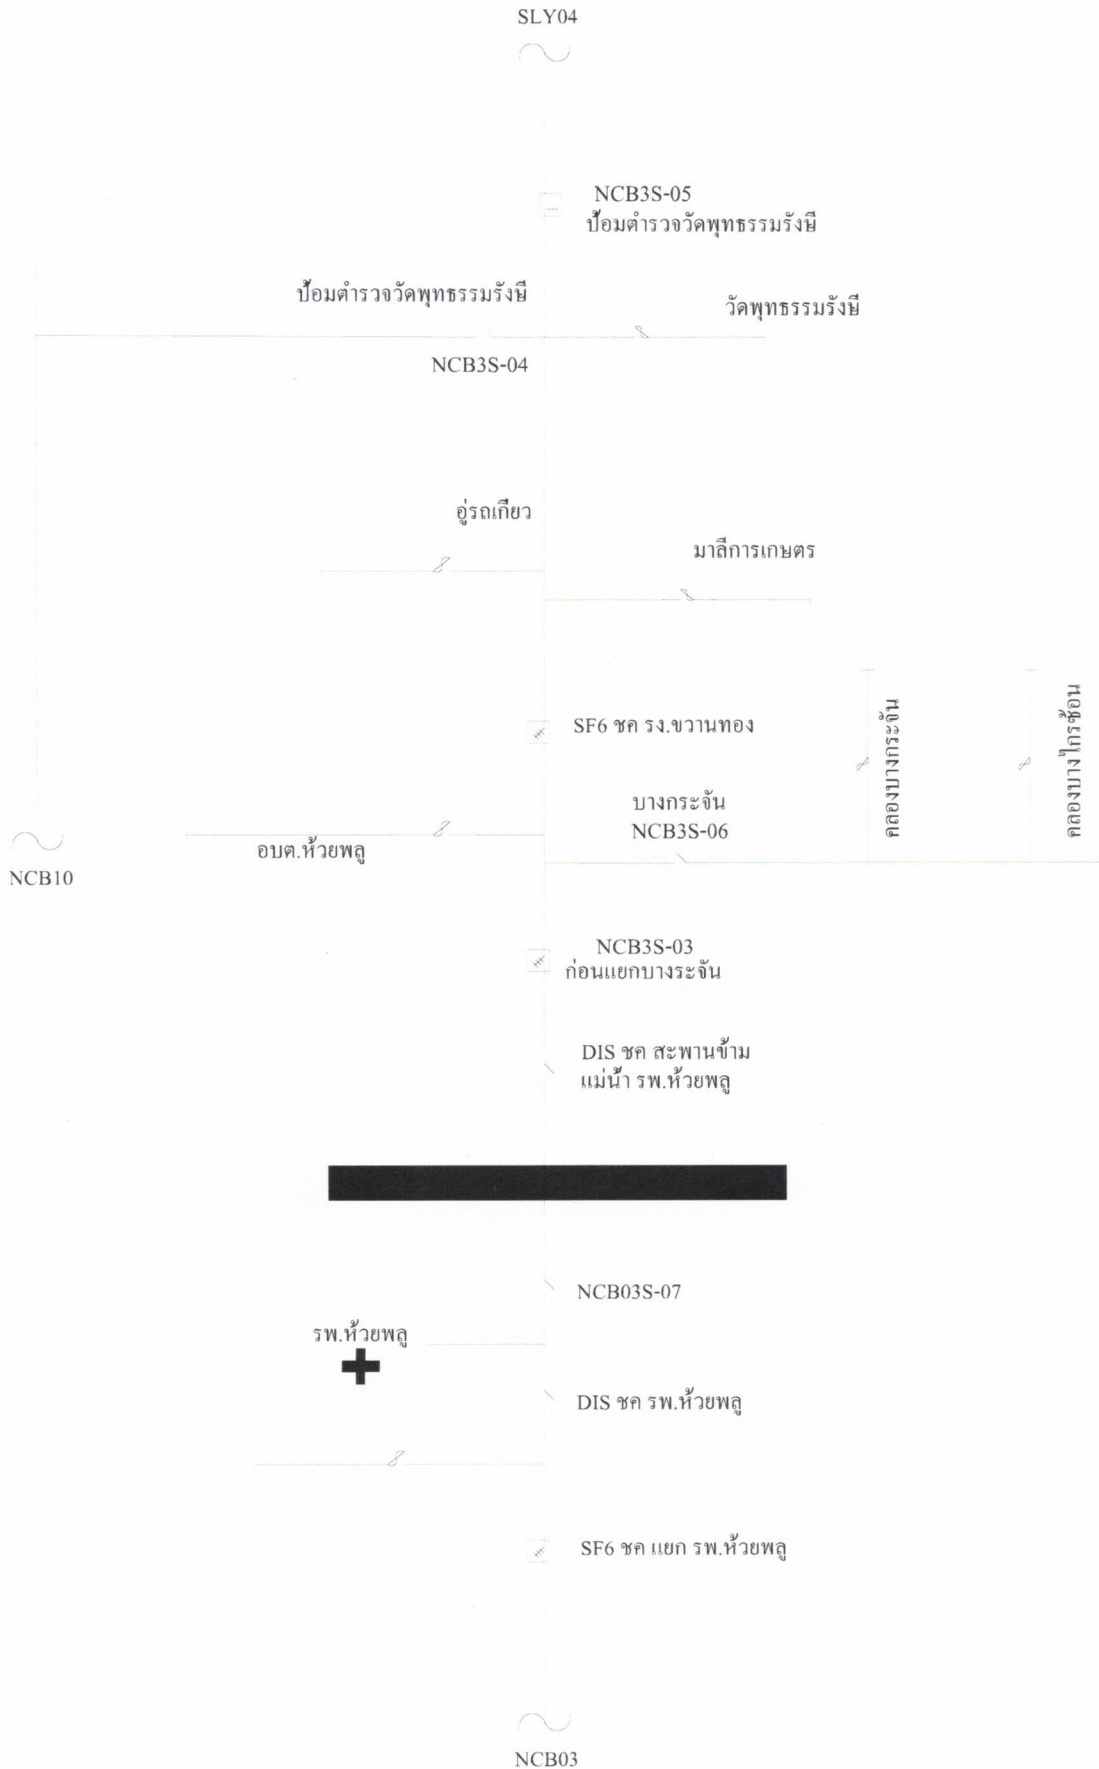 SLY04
NCB3S-05
ป้อมตำรวจวัดพุทธธรรมรังษี
ป้อมตำรวจวัดพุทธธรรมรังษี
วัดพุทธธรรมรังษี
NCB3S-04
อู่รถเกียว
มาลีการเกษตร
SF6 ชค รง.ขวานทอง
คลองบางกระจัน
คลองบางไกรซ้อน
บางกระจัน
NCB3S-06
อบต.ห้วยพลู
NCB10
NCB3S-03
ก่อนแยกบางระจัน
DIS ชค สะพานข้าม
แม่น้ำ รพ.ห้วยพลู
NCB03S-07
รพ.ห้วยพลู
DIS ชค รพ.ห้วยพลู
SF6 ชค แยก รพ.ห้วยพลู
NCB03